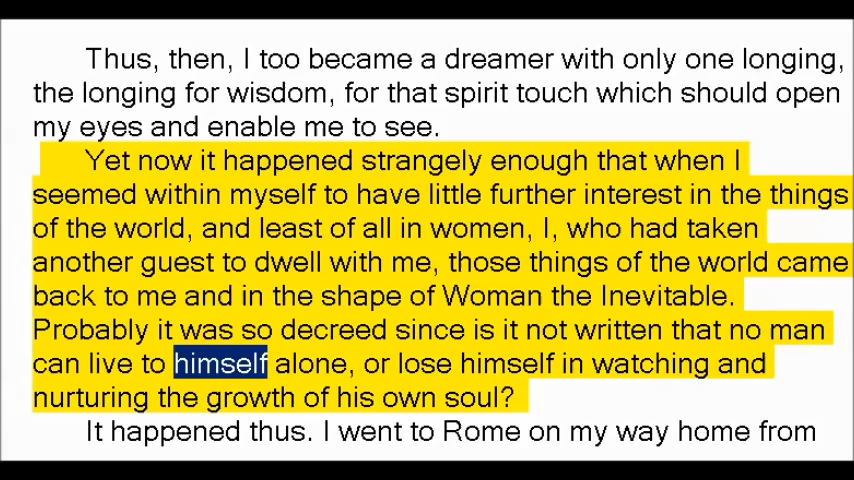 Thus, then, I too became a dreamer with only one longing,
the longing for wisdom, for that spirit touch which should open
my eyes and enable me to see.
Yet now it happened strangely enough that when I
seemed within myself to have little further interest in the things
of the world, and least of all in women, I, who had taken
another guest to dwell with me, those things of the world came
back to me and in the shape of Woman the Inevitable.
Probably it was so decreed since is it not written that no man
can live to himself alone, or lose himself in watching and
nurturing the growth of his own soul?
It happened thus. I went to Rome on my way home from